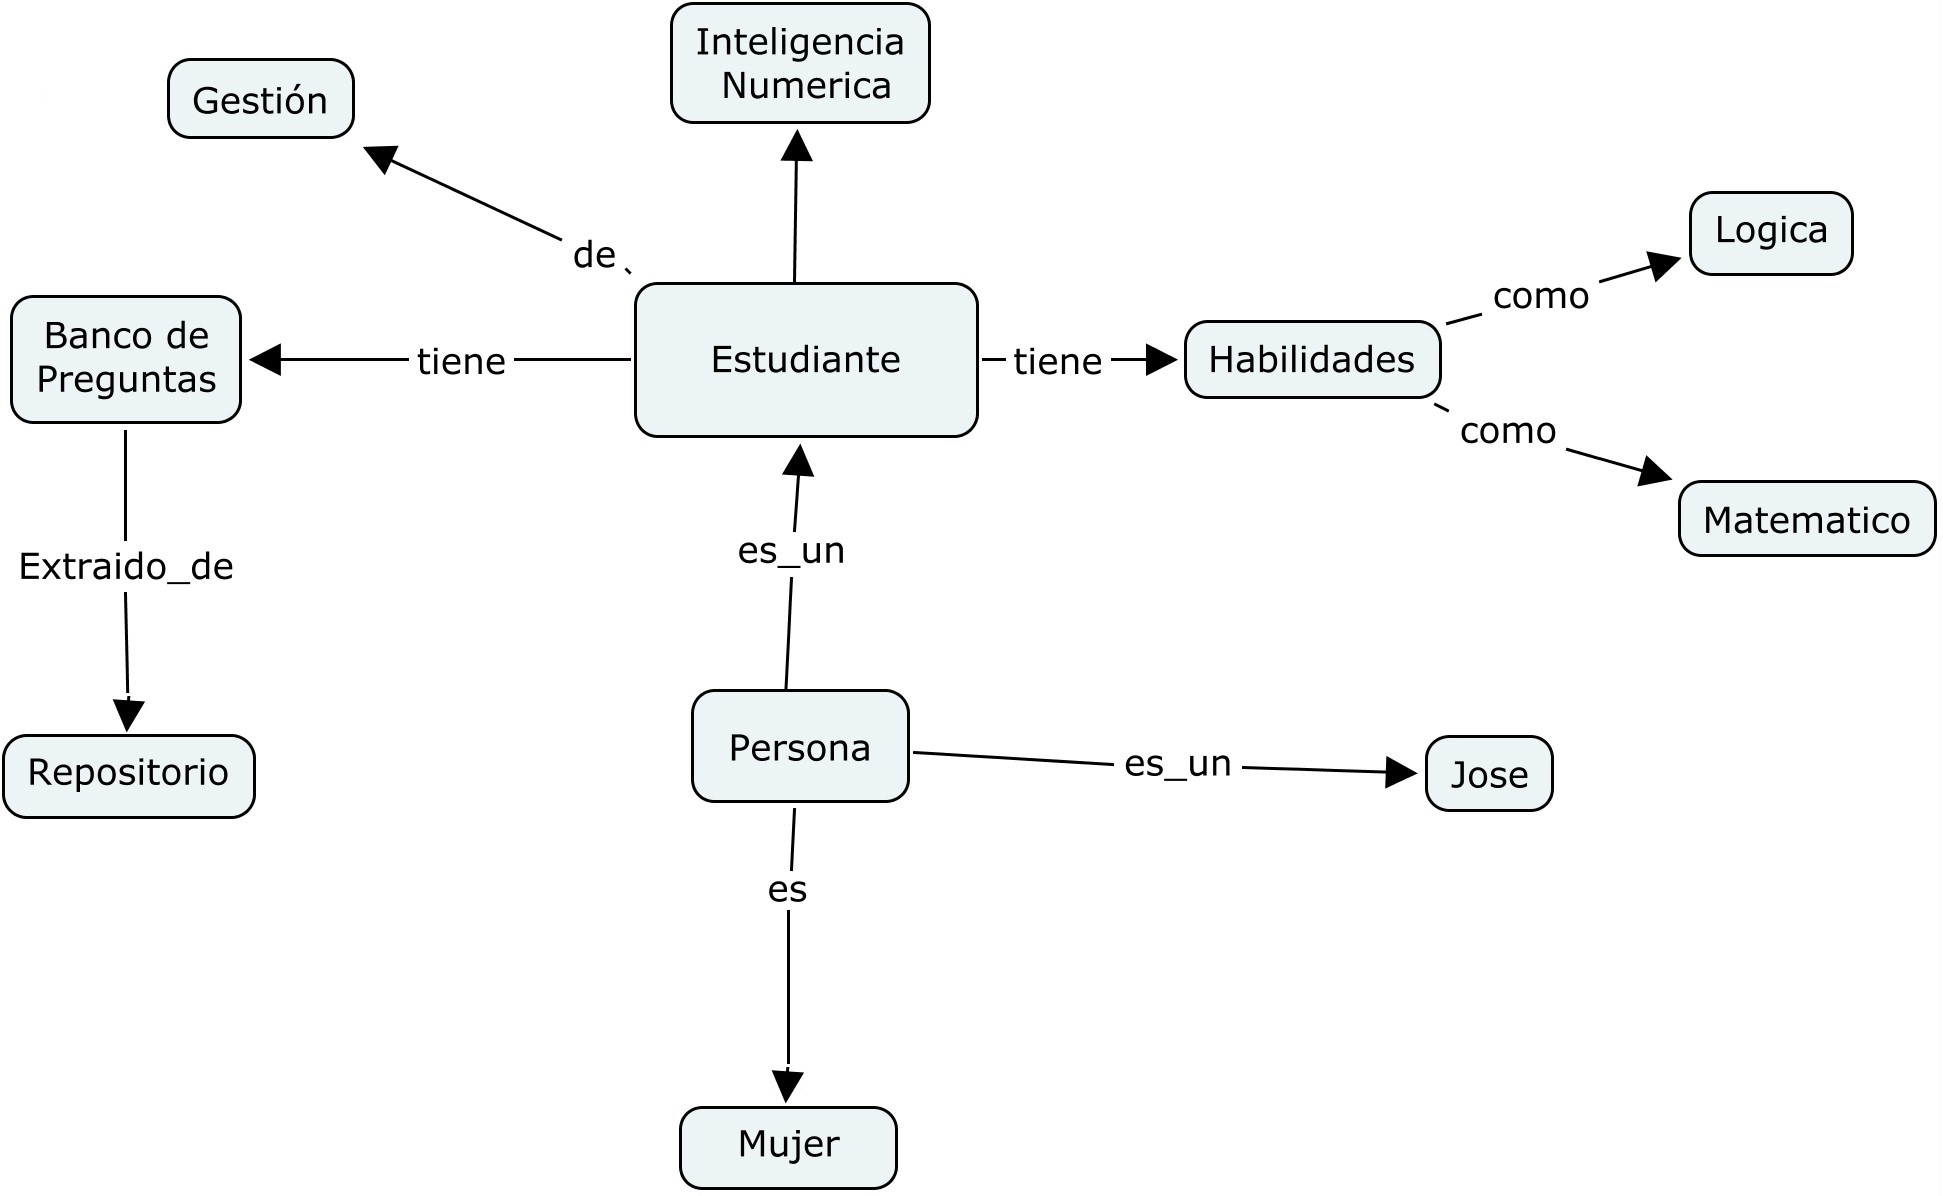 Inteligencia
Numerica
Gestión
Logica
de
como
Banco de
Preguntas
tiene
Estudiante
tiene
Habilidades
como
Matematico
es_un
Extraido_de
Persona
es_un
Jose
Repositorio
es
Mujer